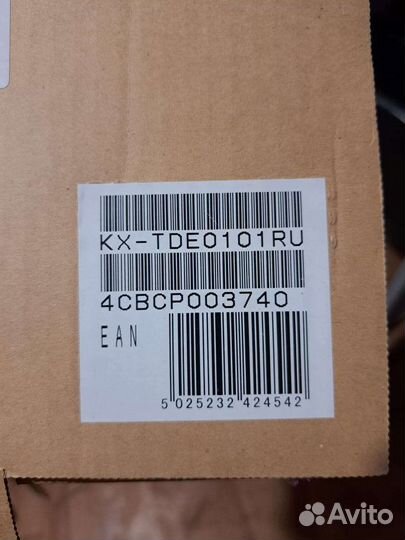 KX-TDE0101RU
4CBCP003740
EAN
5 025232 424542
Avito